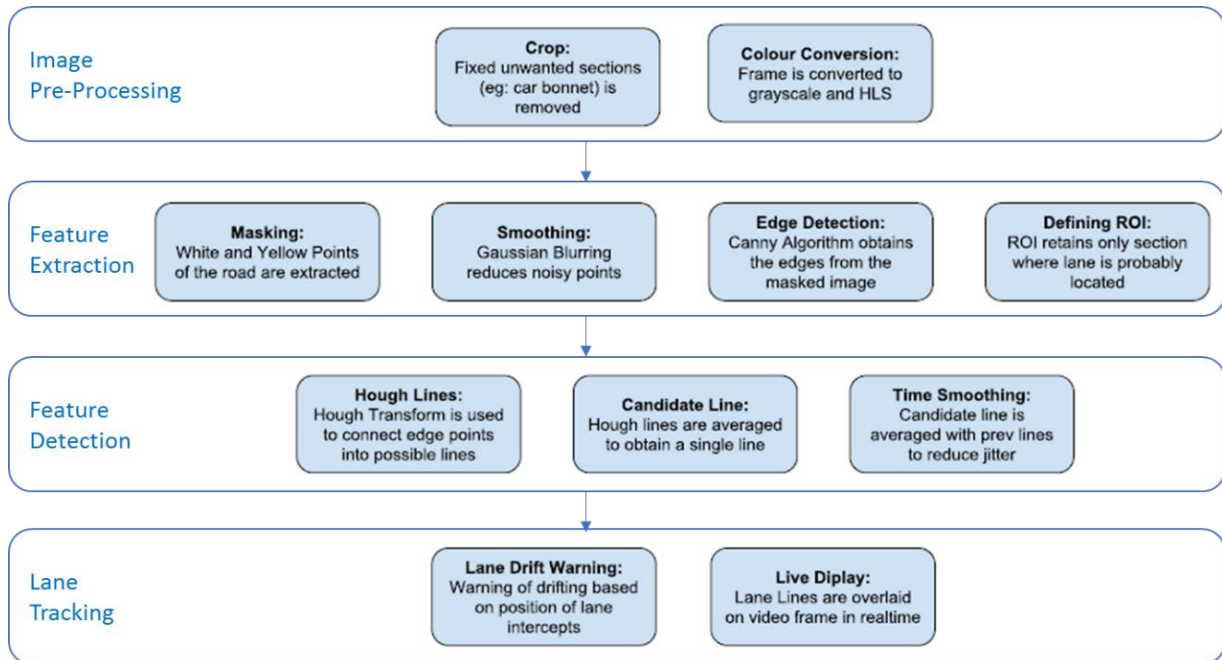 Image
Pre-Processing
Crop:
Fixed unwanted sections
(eg: car bonnet) is
removed
Colour Conversion:
Frame is converted to
grayscale and HLS
Feature
Extraction
Masking:
White and Yellow Points
of the road are extracted
Smoothing:
Gaussian Blurring
reduces noisy points
Edge Detection:
Canny Algorithm obtains
the edges from the
masked image
Defining ROI:
ROI retains only section
where lane is probably
located
Feature
Detection
Hough Lines:
Hough Transform is used
to connect edge points
into possible lines
Candidate Line:
Hough lines are averaged
to obtain a single line
Time Smoothing:
Candidate line is
averaged with prev lines
to reduce jitter
Lane
Tracking
Lane Drift Warning:
Warning of drifting based
on position of lane
intercepts
Live Diplay:
Lane Lines are overlaid
on video frame in realtime